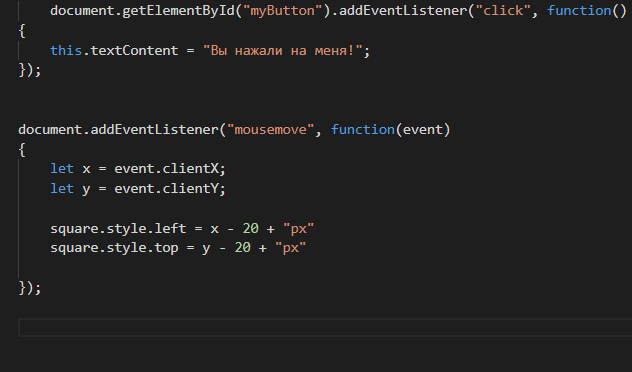 document.getElementById("myButton").addEventListener("click", function()
{
this.textContent = "Вы нажали на меня!";
});
document.addEventListener("mousemove", function(event)
{
let x = event.clientX;
let y = event.clientY;
square.style.left = x - 20 + "px"
square.style.top = y - 20 + "px"
});